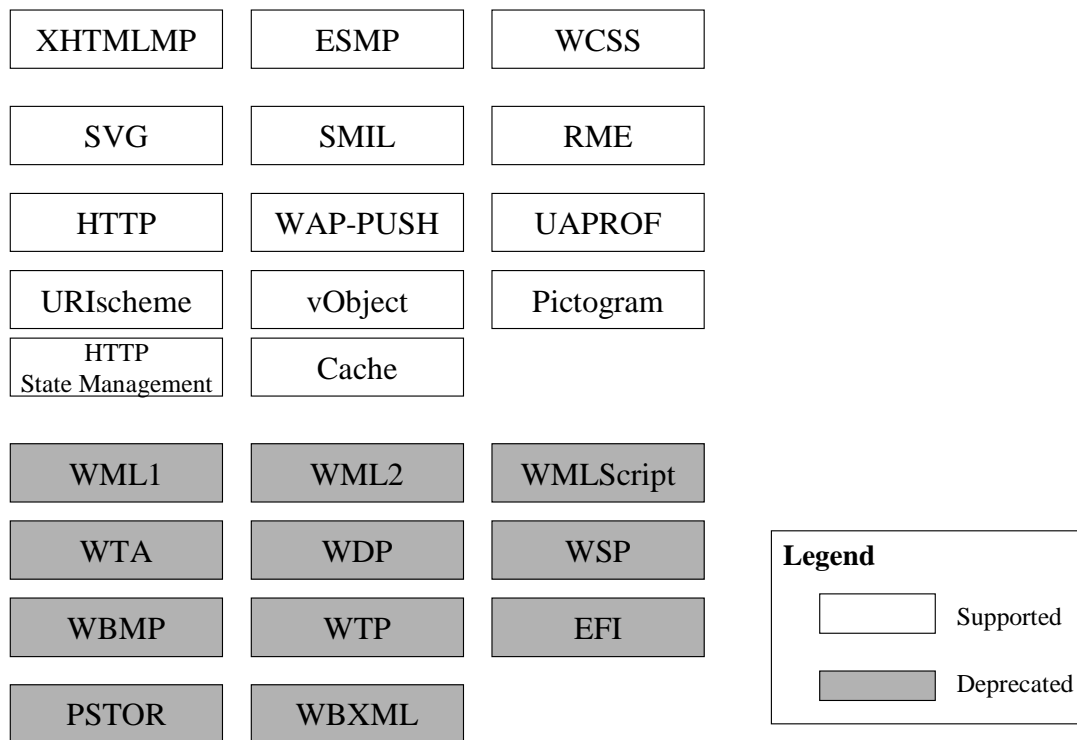 XHTMLMP
ESMP
WCSS
SVG
SMIL
RME
HTTP
WAP-PUSH
UAPROF
URIscheme
vObject
Pictogram
HTTP
State Management
Cache
WML1
WML2
WMLScript
WTA
WDP
WSP
WBMP
WTP
EFI
PSTOR
WBXML
Legend
Supported
Deprecated